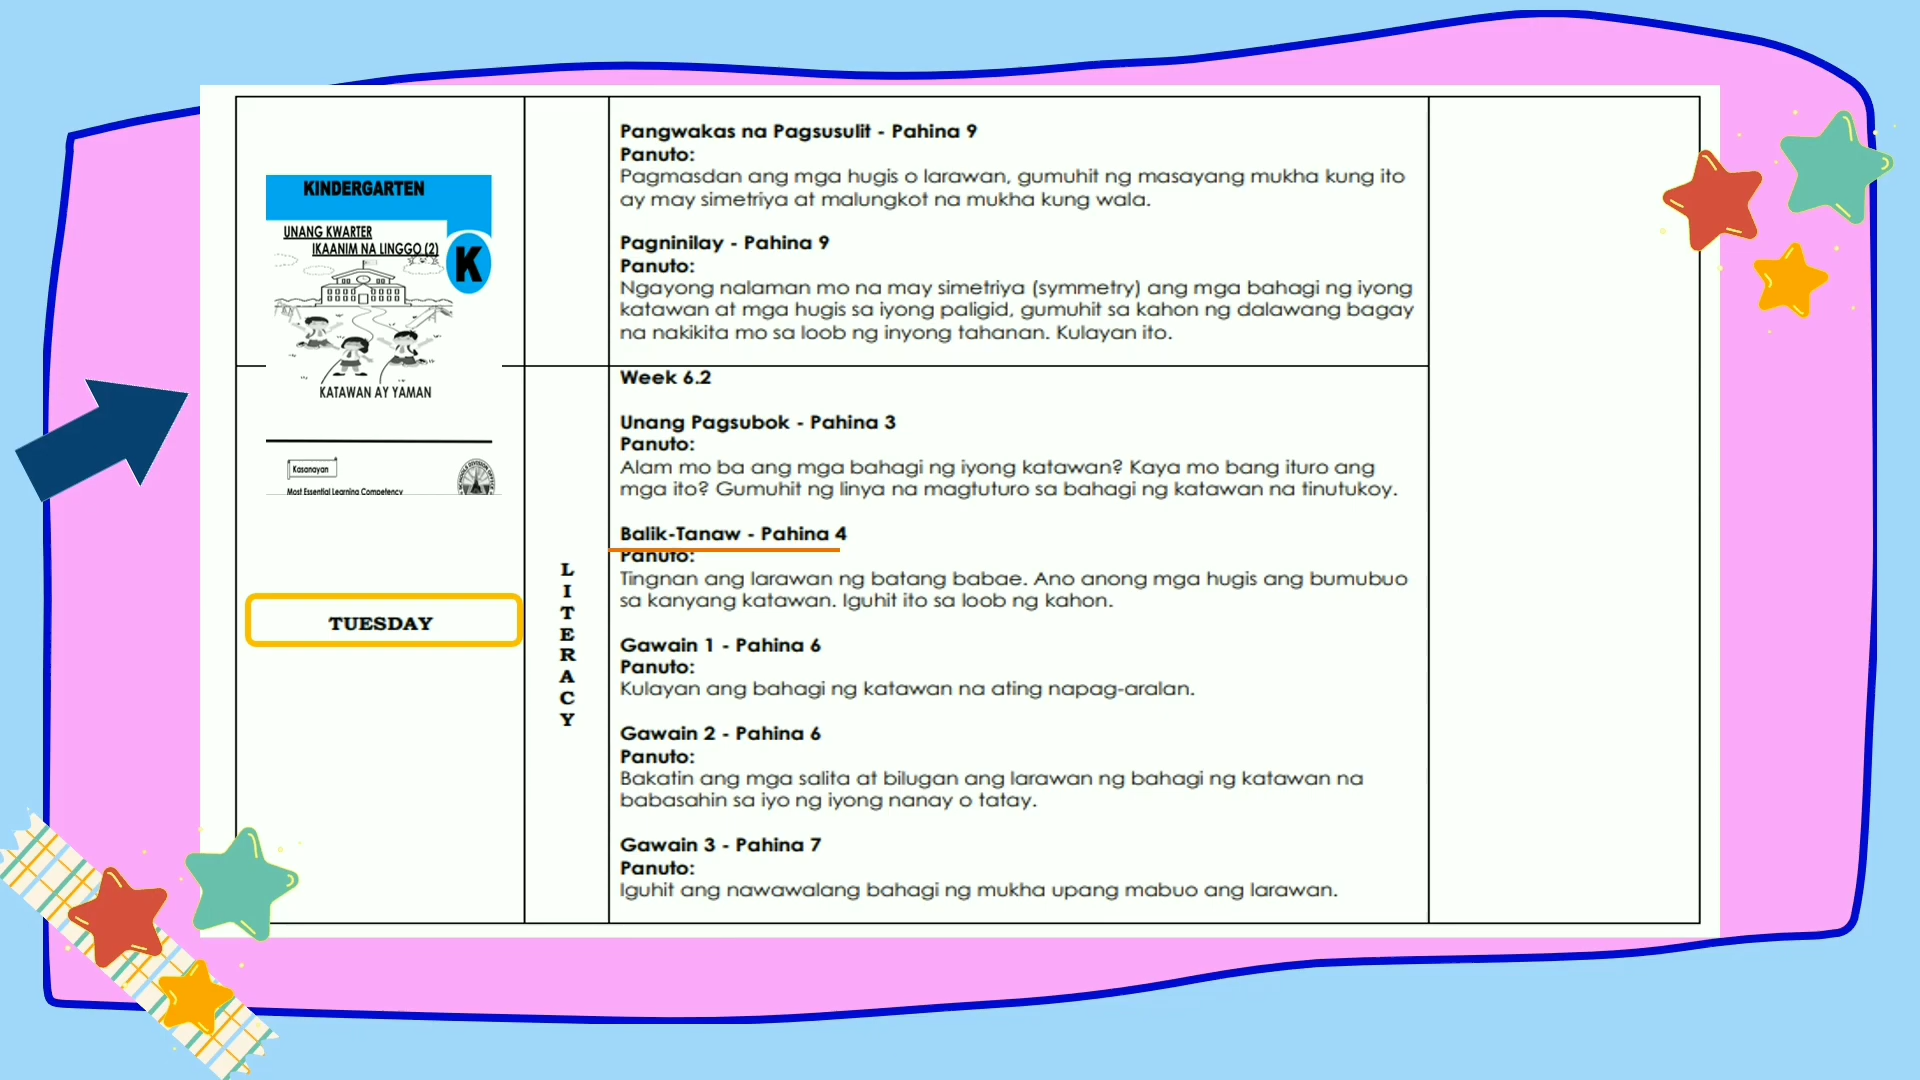 KINDERGARTEN
UNANG KWARTER
IKAANIM NA LINGGO (2)
K
KATAWAN AY YAMAN
Kasanayan
Most Essential Learning Competency
TUESDAY
LITERACY
Pangwakas na Pagsusulit - Pahina 9
Panuto:
Pagmasdan ang mga hugis o larawan, gumuhit ng masayang mukha kung ito
ay may simetriya at malungkot na mukha kung wala.
Pagninilay - Pahina 9
Panuto:
Ngayong nalaman mo na may simetriya (symmetry) ang mga bahagi ng iyong
katawan at mga hugis sa iyong paligid, gumuhit sa kahon ng dalawang bagay
na nakikita mo sa loob ng inyong tahanan. Kulayan ito.
Week 6.2
Unang Pagsubok - Pahina 3
Panuto:
Alam mo ba ang mga bahagi ng iyong katawan? Kaya mo bang ituro ang
mga ito? Gumuhit ng linya na magtuturo sa bahagi ng katawan na tinutukoy.
Balik-Tanaw - Pahina 4
Panuto:
Tingnan ang larawan ng batang babae. Ano anong mga hugis ang bumubuo
sa kanyang katawan. Iguhit ito sa loob ng kahon.
Gawain 1 - Pahina 6
Panuto:
Kulayan ang bahagi ng katawan na ating napag-aralan.
Gawain 2 - Pahina 6
Panuto:
Bakatin ang mga salita at bilugan ang larawan ng bahagi ng katawan na
babasahin sa iyo ng iyong nanay o tatay.
Gawain 3 - Pahina 7
Panuto:
Iguhit ang nawawalang bahagi ng mukha upang mabuo ang larawan.